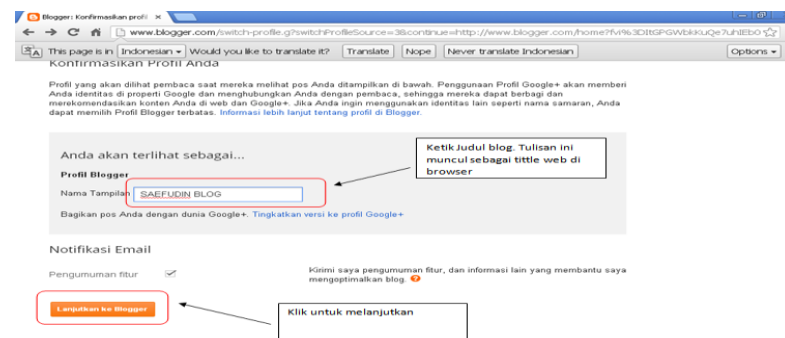 Blogger: Konfirmasikan profil
www.blogger.com/switch-profile.g?switchProfileSource=3&continue=http://www.blogger.com/home?
This page is in Indonesian Would you like to translate it? Translate Nope Never translate Indonesian Options
Konfirmasikan Profil Anda
Profil yang akan dilihat pembaca saat mereka melihat pos Anda ditampilkan di bawah. Penggunaan Profil Google+ akan memberi
Anda identitas di properti Google dan menghubungkan Anda dengan pembaca, sehingga mereka dapat berbagi dan
merekomendasikan konten Anda di web dan Google+. Jika Anda ingin menggunakan identitas lain seperti nama samaran, Anda
dapat memilih Profil Blogger terbatas. Informasi lebih lanjut tentang profil di Blogger.
Ketik Judul blog. Tulisan ini
muncul sebagai tittle web di
browser
Anda akan terlihat sebagai...
Profil Blogger
Nama Tampilan SAEFUDIN BLOG
Bagikan pos Anda dengan dunia Google+. Tingkatkan versi ke profil Google+
Notifikasi Email
Pengumuman fitur
Kirimi saya pengumuman fitur, dan informasi lain yang membantu saya
mengoptimalkan blog. ?
Lanjutkan ke Blogger
Klik untuk melanjutkan